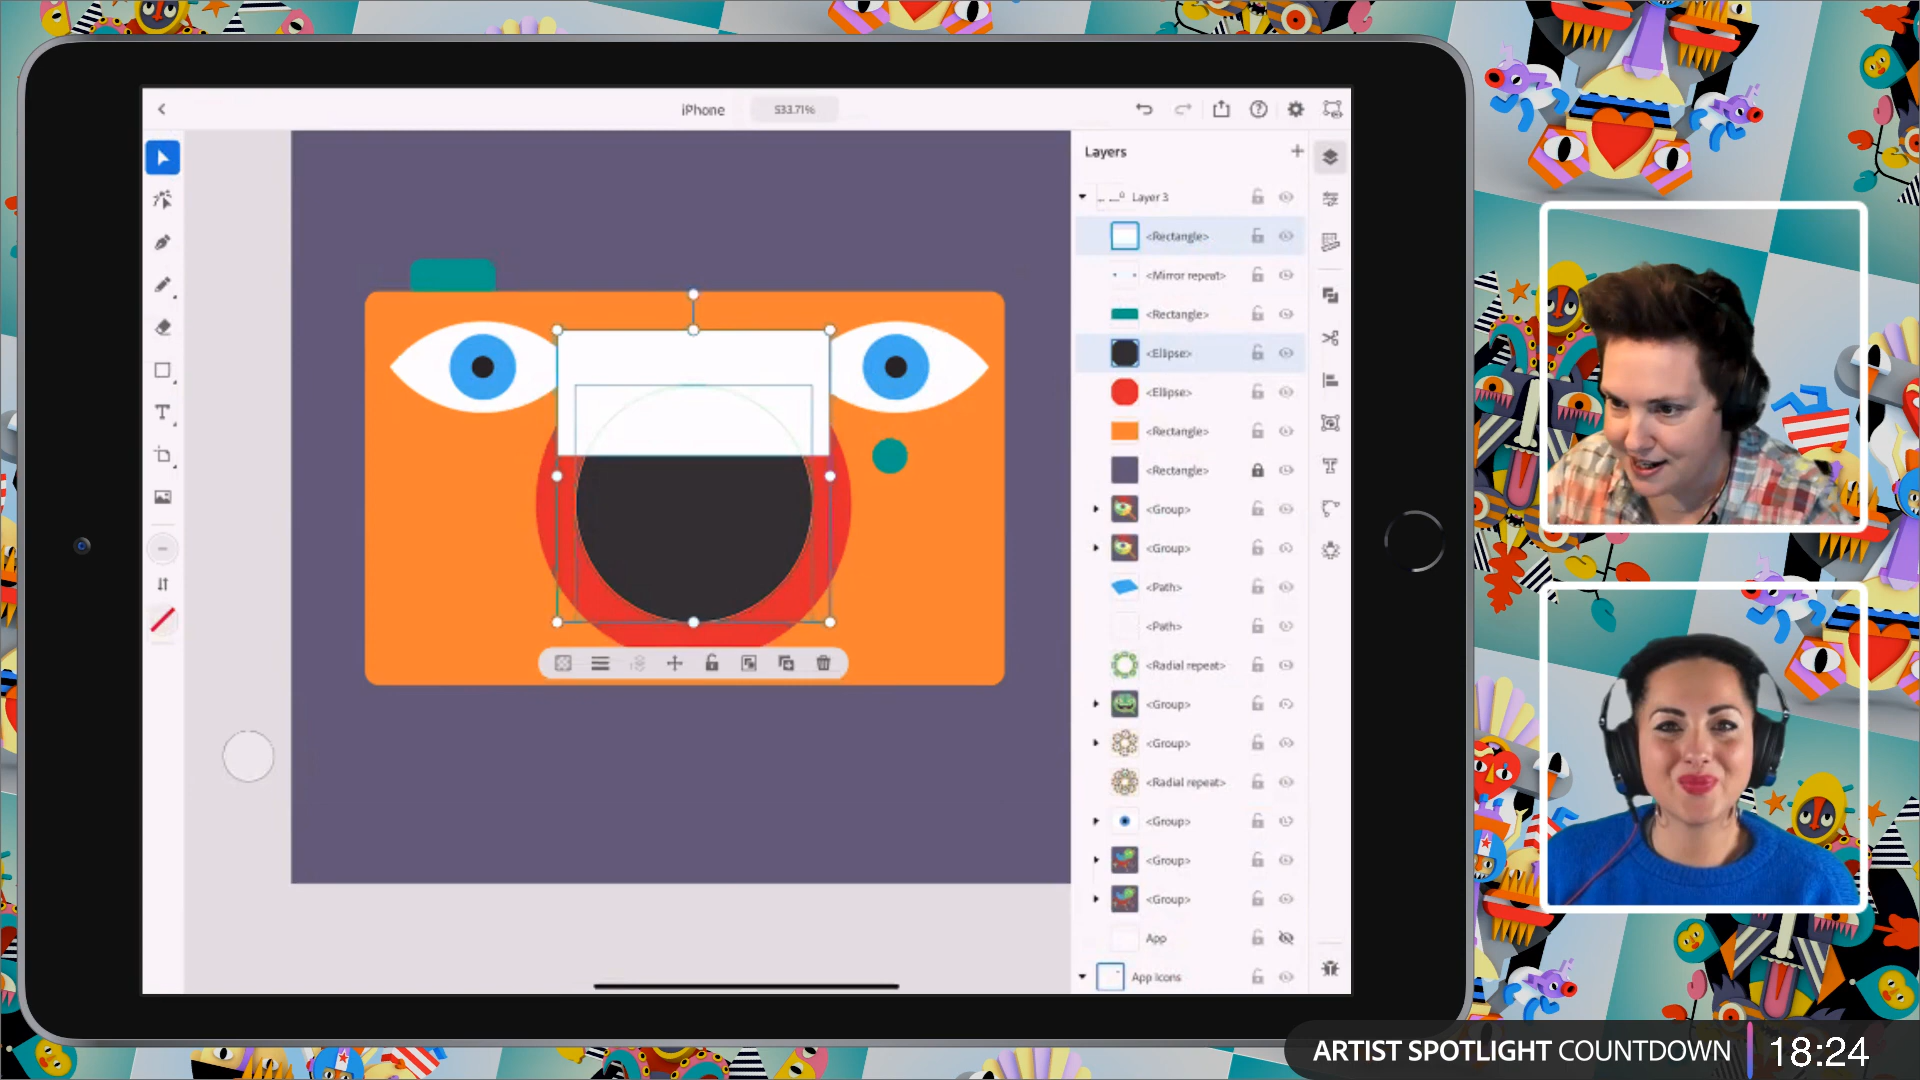 iPhone
533.71%
Layers
Layer 3
<Rectangle>
<Mirror repeat>
<Rectangle>
<Ellipse>
<Ellipse>
<Rectangle>
<Rectangle>
<Group>
<Group>
<Path>
<Path>
<Radial repeat>
<Group>
<Group>
<Radial repeat>
<Group>
<Group>
<Group>
App
App Icons
ARTIST SPOTLIGHT COUNTDOWN 18:24